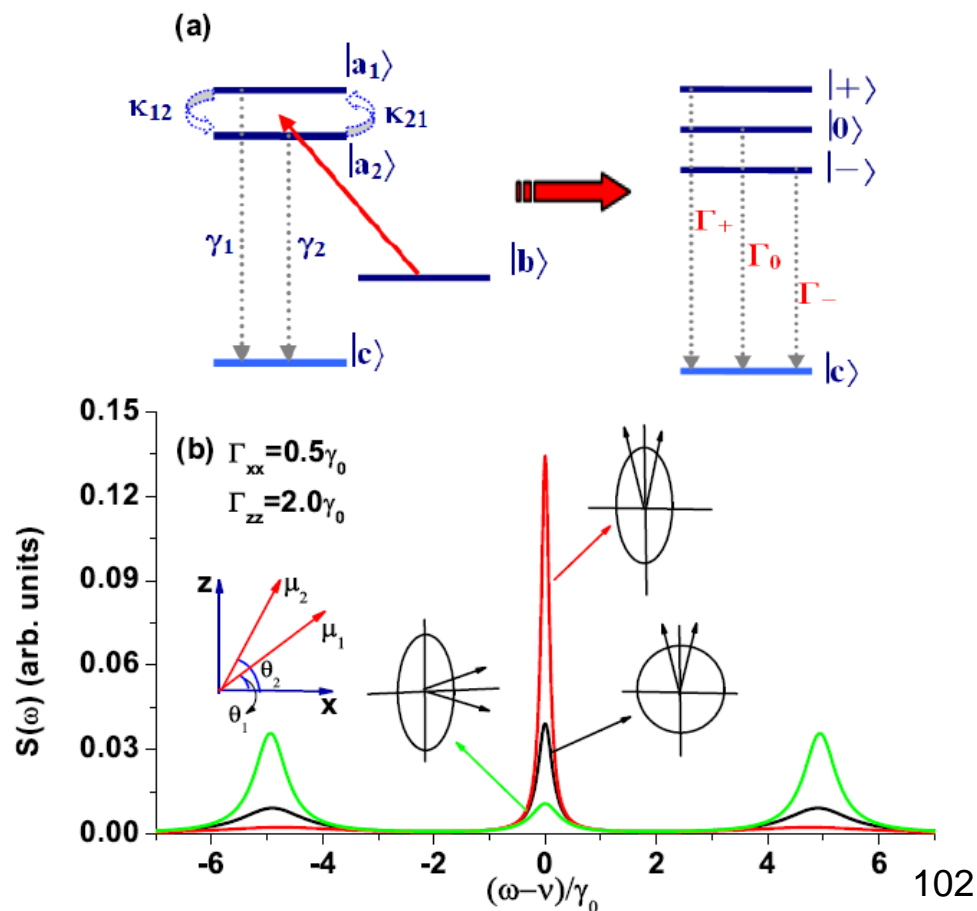 (a)
|a₁⟩
|+⟩
κ₁₂
κ₂₁
|0⟩
|a₂⟩
|−⟩
γ₁
γ₂
|b⟩
Γ₊
Γ₀
Γ₋
|c⟩
|c⟩
0.15
(b) Γₓₓ=0.5γ₀
Γ_zz=2.0γ₀
0.12
0.09
z
μ₂
μ₁
0.06
θ₂
x
θ₁
0.03
0.00
S(ω) (arb. units)
-6 -4 -2 0 2 4 6
(ω−ν)/γ₀
102